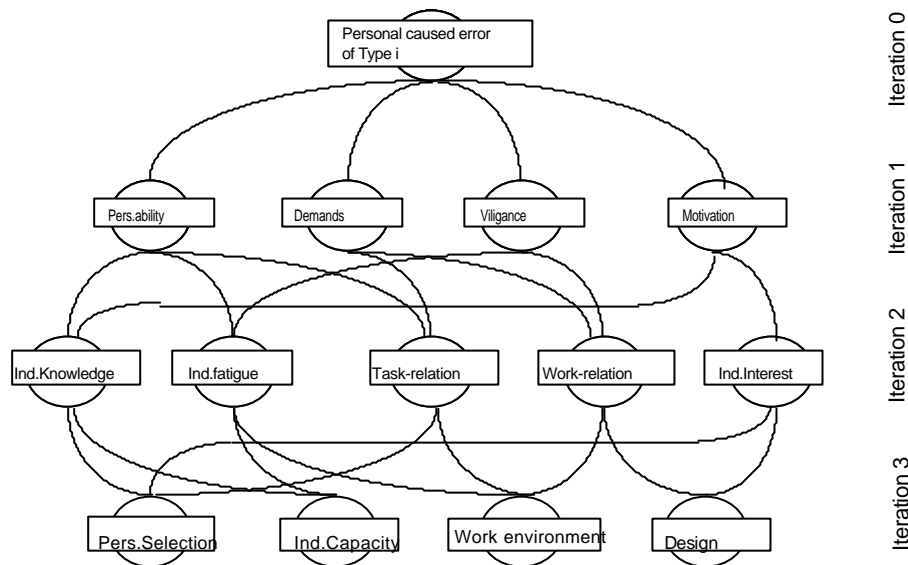 Personal caused error
of Type i
Iteration 0
Pers.ability
Demands
Viligance
Motivation
Iteration 1
Ind.Knowledge
Ind.fatigue
Task-relation
Work-relation
Ind.Interest
Iteration 2
Pers.Selection
Ind.Capacity
Work environment
Design
Iteration 3